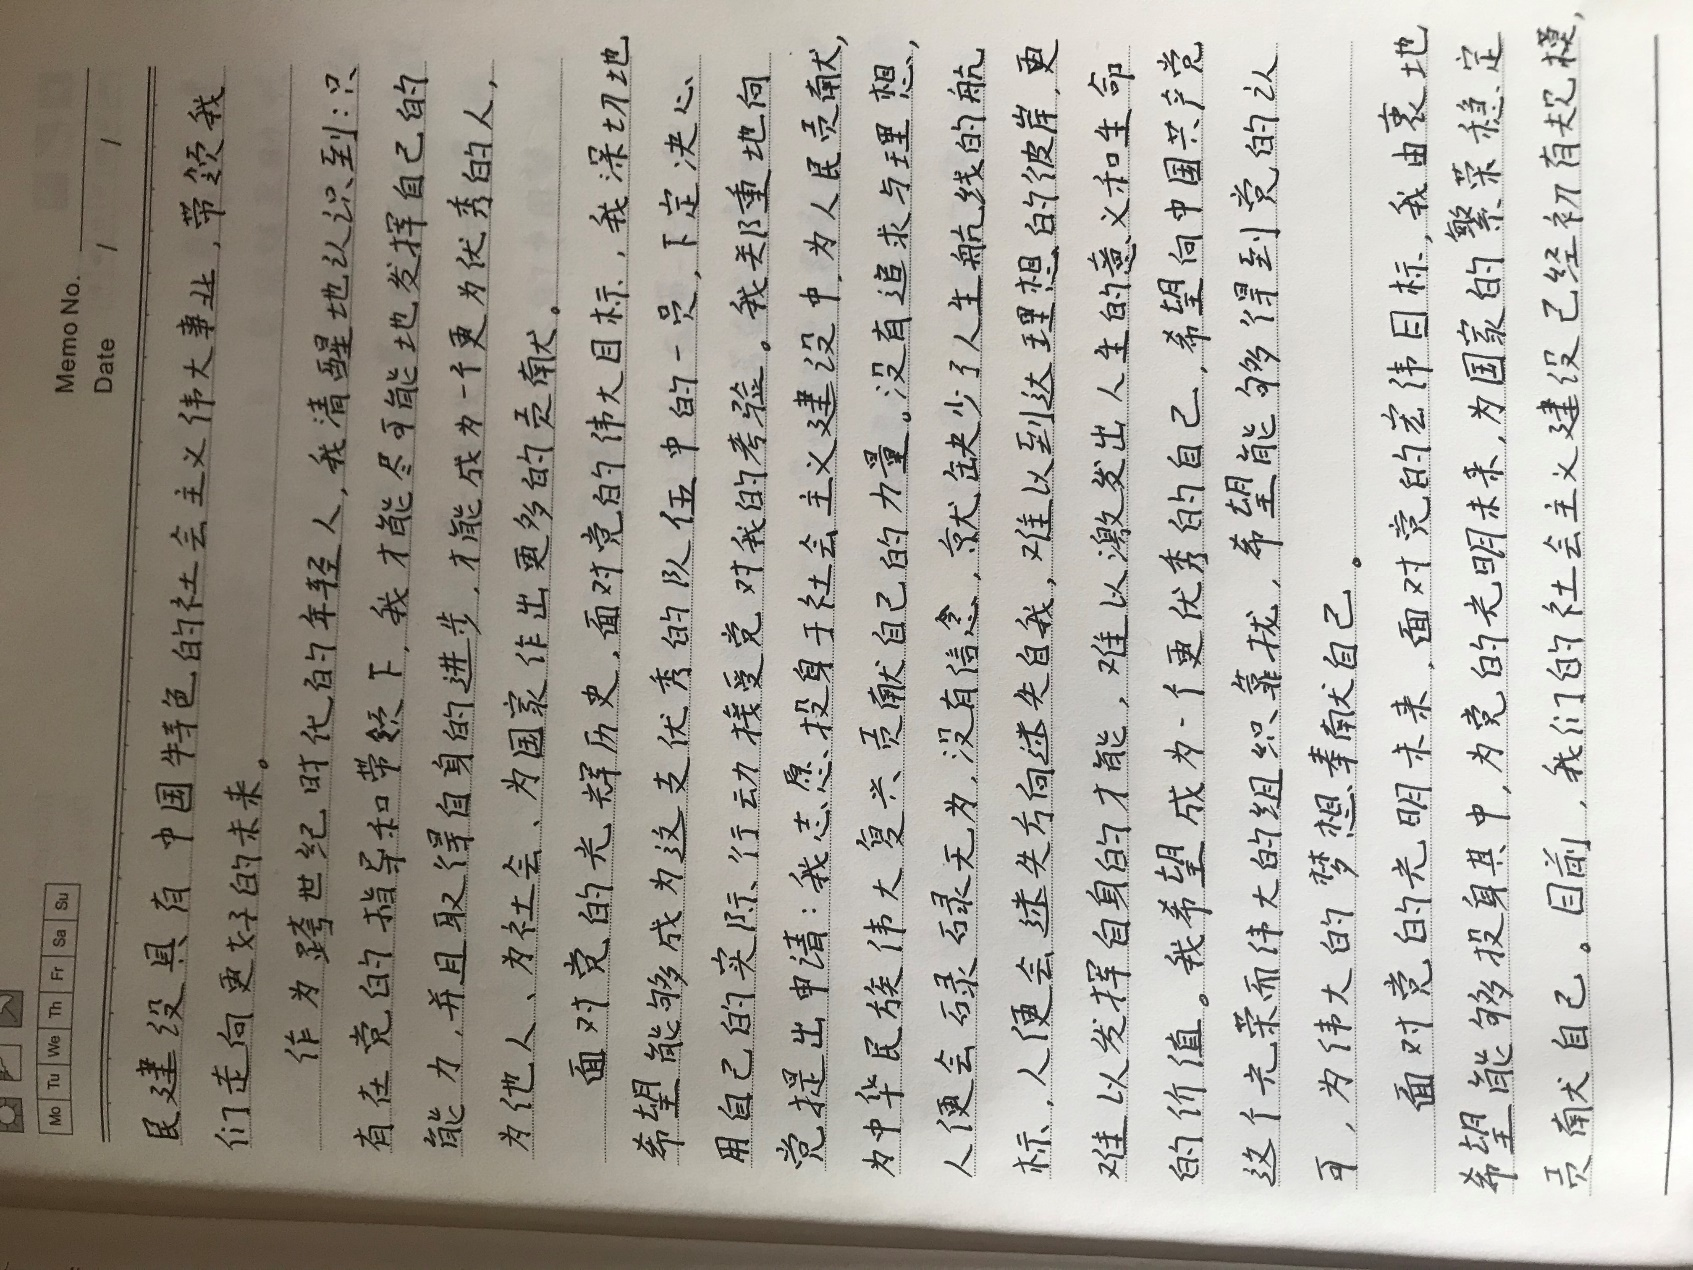 Memo No.
Date / /
Mo Tu We Th Fr Sa Su
民建设具有中国特色的社会主义伟大事业，带领我
们走向更好的未来。
作为跨世纪时代的年轻人，我清醒地认识到：只
有在党的指导和带领下，我才能尽可能地发挥自己的
能力，并且取得自身的进步，才能成为一个更为优秀的人，
为他人、为社会、为国家作出更多的贡献。
面对党的光辉历史，面对党的伟大目标，我深切地
希望能够成为这支优秀的队伍中的一员，下定决心
用自己的实际行动接受党对我的考验。我关隆重地向
党提出申请：我志愿投身于社会主义建设中，为人民贡献，
为中华民族伟大复兴贡献自己的力量。没有追求与理想，
人便会碌碌无为，没有信念，就缺少了人生航线的航
标，人便会迷失方向迷失自我，难以到达理想的彼岸，更
难以发挥自身的才能，难以激发出人生的意义和生命
的价值。我希望成为一个更优秀的自己，希望向中国共产党
这个光荣而伟大的组织靠拢，希望能够得到党的认
可，为伟大的梦想奉献自己。
面对党的光明未来，面对党的宏伟目标，我由衷地
希望能够投身其中，为党的光明未来，为国家的繁荣稳定
贡献自己。目前，我们的社会主义建设已经初有规模，